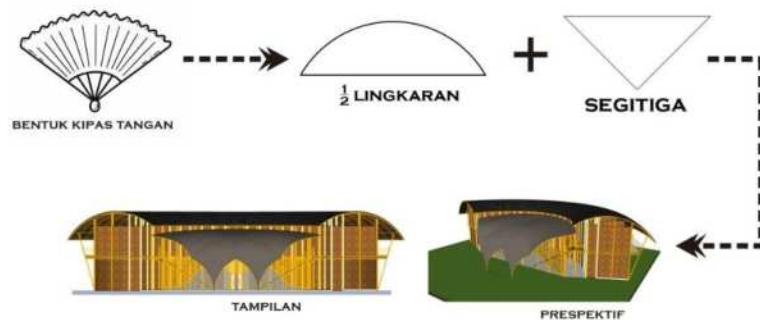 BENTUK KIPAS TANGAN
½ LINGKARAN
SEGITIGA
TAMPILAN
PRESPEKTIF